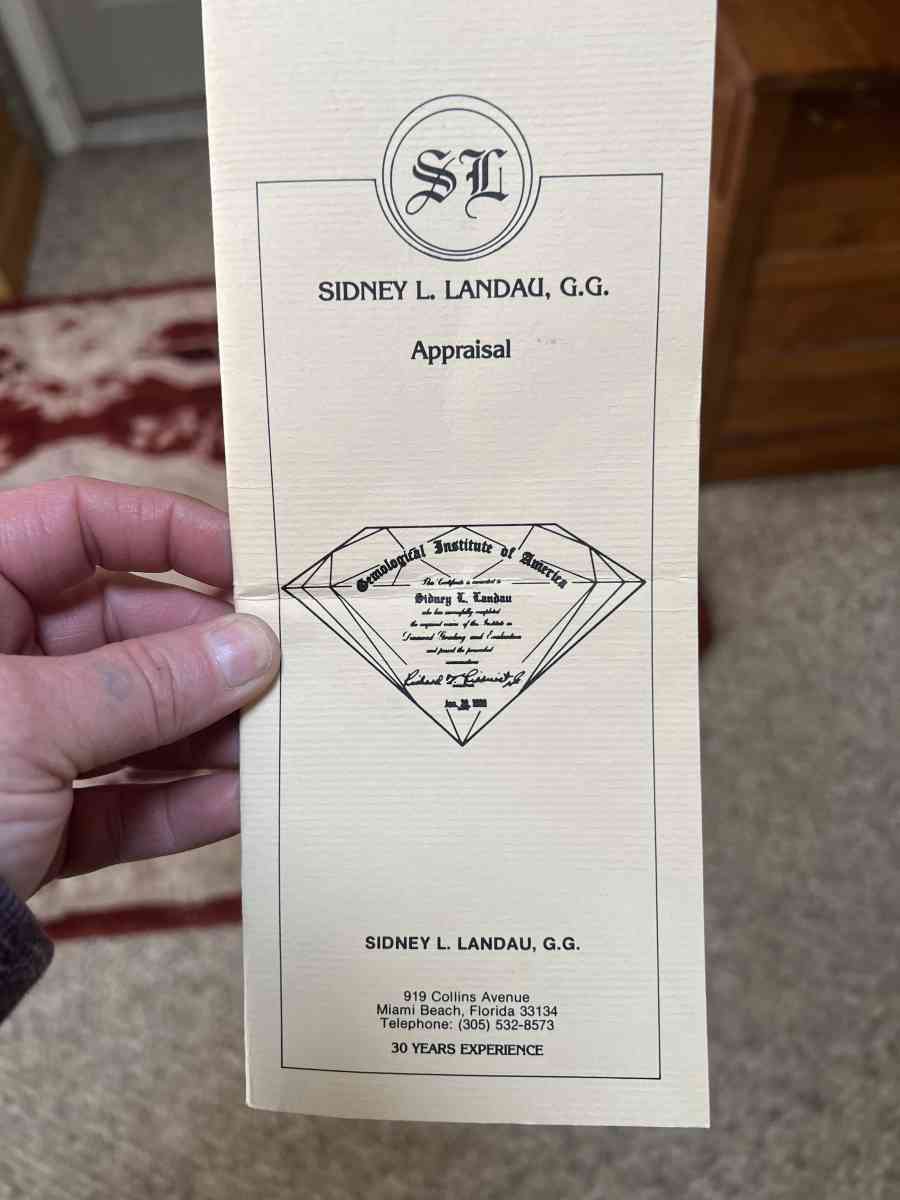 SL
SIDNEY L. LANDAU, G.G.
Appraisal
Gemological Institute of America
This Certificate is awarded to
Sidney L. Landau
who has successfully completed
the required course of the Institute in
Diamond Grading and Evaluation
and passed the prescribed
examinations
SIDNEY L. LANDAU, G.G.
919 Collins Avenue
Miami Beach, Florida 33134
Telephone: (305) 532-8573
30 YEARS EXPERIENCE